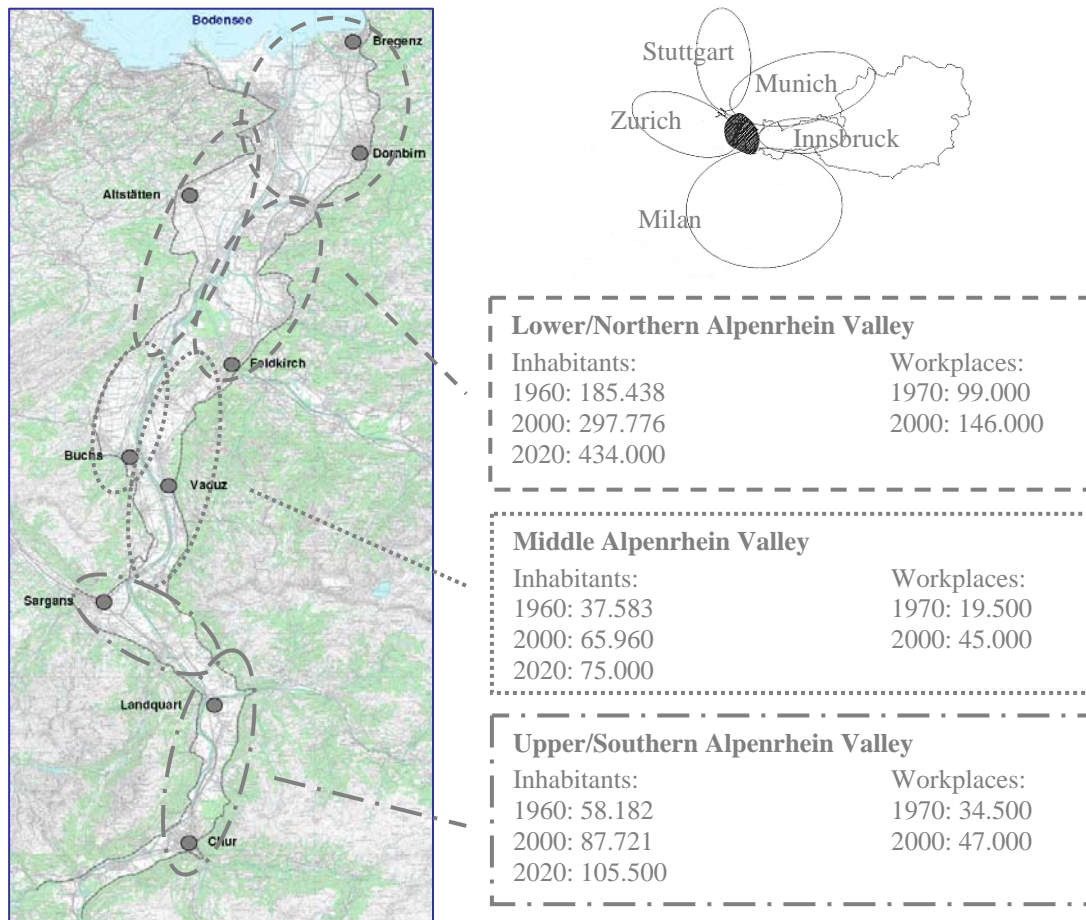 Bodensee
Bregenz
Dornbirn
Altstätten
Feldkirch
Buchs
Vaduz
Sargans
Landquart
Chur
Stuttgart
Munich
Zurich
Innsbruck
Milan
Lower/Northern Alpenrhein Valley
Inhabitants: Workplaces:
1960: 185.438 1970: 99.000
2000: 297.776 2000: 146.000
2020: 434.000
Middle Alpenrhein Valley
Inhabitants: Workplaces:
1960: 37.583 1970: 19.500
2000: 65.960 2000: 45.000
2020: 75.000
Upper/Southern Alpenrhein Valley
Inhabitants: Workplaces:
1960: 58.182 1970: 34.500
2000: 87.721 2000: 47.000
2020: 105.500